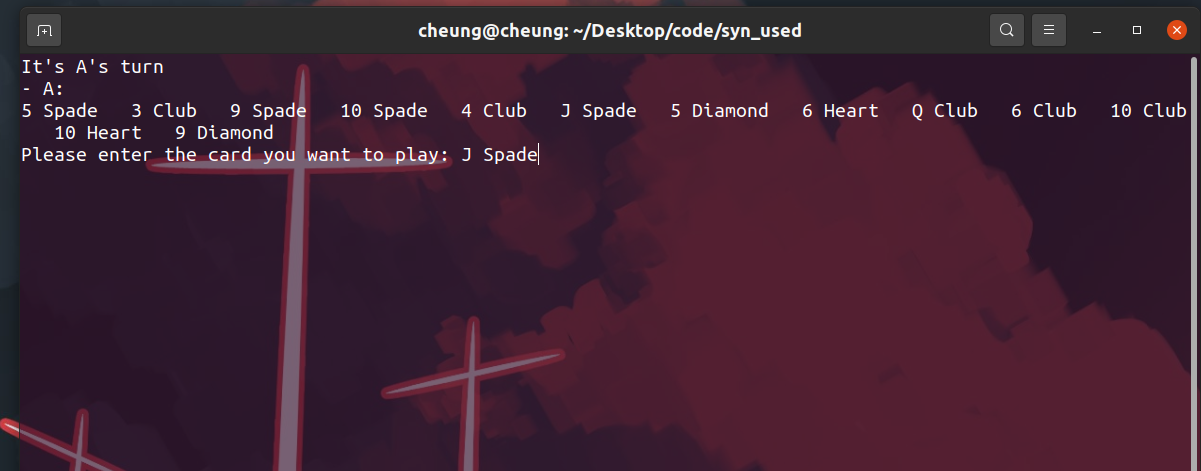 cheung@cheung: ~/Desktop/code/syn_used
It's A's turn
- A:
5 Spade   3 Club   9 Spade   10 Spade   4 Club   J Spade   5 Diamond   6 Heart   Q Club   6 Club   10 Club
   10 Heart   9 Diamond
Please enter the card you want to play: J Spade